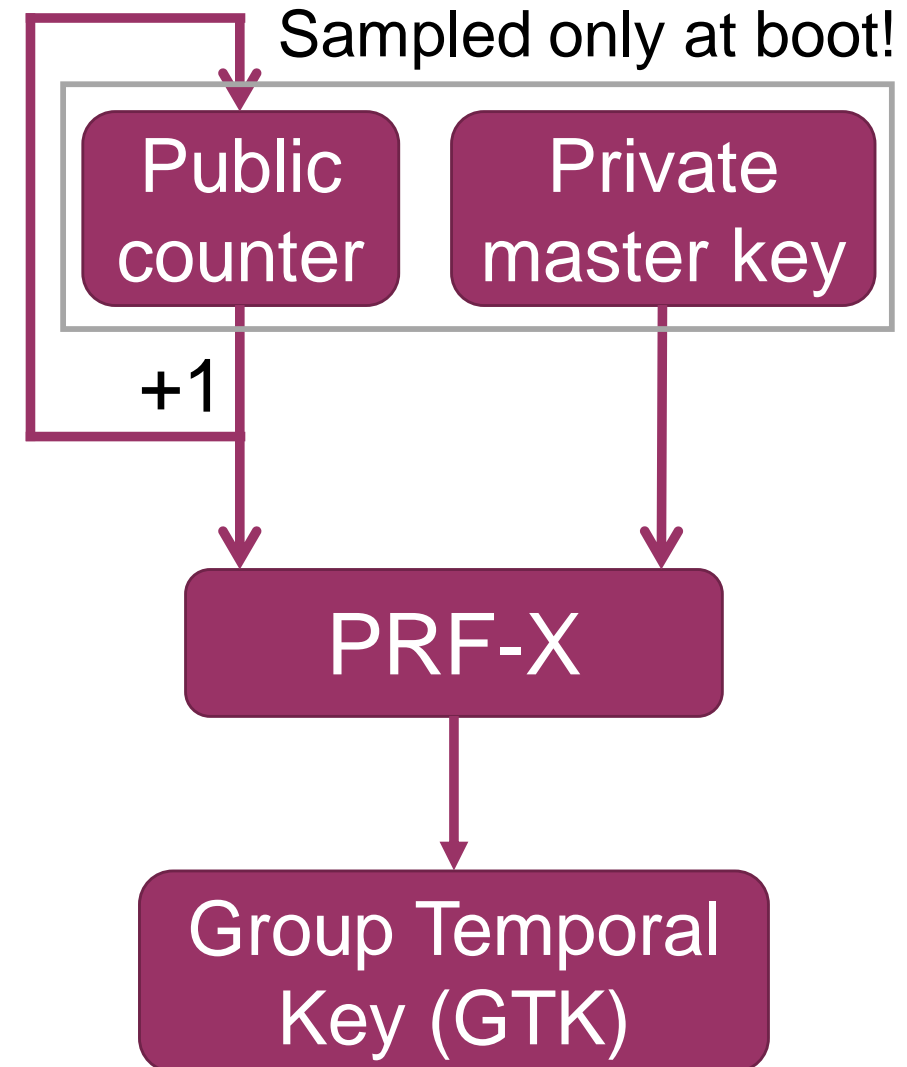 Sampled only at boot!
Public
counter
Private
master key
+1
PRF-X
Group Temporal
Key (GTK)